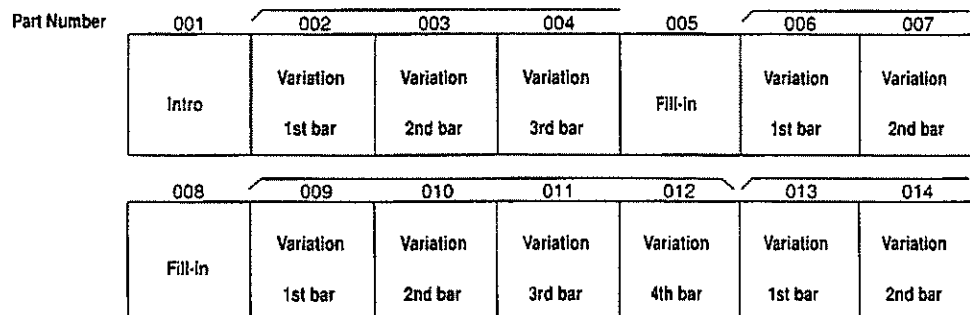 Part Number 001 002 003 004 005 006 007
Intro Variation Variation Variation Fill-in Variation Variation
1st bar 2nd bar 3rd bar 1st bar 2nd bar
008 009 010 011 012 013 014
Fill-in Variation Variation Variation Variation Variation Variation
1st bar 2nd bar 3rd bar 4th bar 1st bar 2nd bar